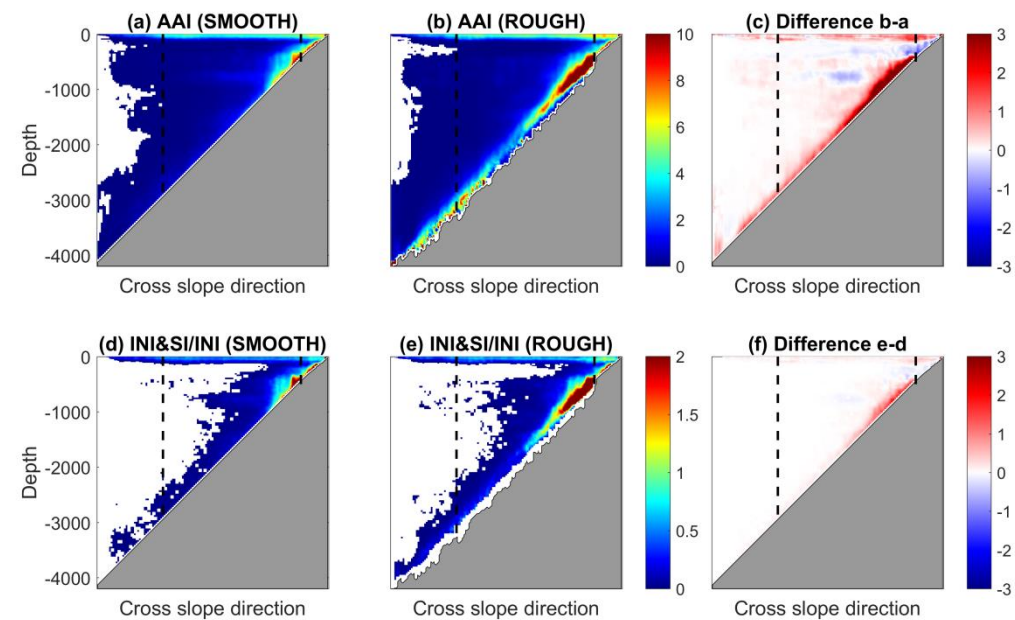 (a) AAI (SMOOTH)
(b) AAI (ROUGH)
(c) Difference b-a
0
-1000
-2000
-3000
-4000
Depth
10
8
6
4
2
0
3
2
1
0
-1
-2
-3
Cross slope direction
Cross slope direction
Cross slope direction
(d) INI&SI/INI (SMOOTH)
(e) INI&SI/INI (ROUGH)
(f) Difference e-d
0
-1000
-2000
-3000
-4000
Depth
2
1.5
1
0.5
0
3
2
1
0
-1
-2
-3
Cross slope direction
Cross slope direction
Cross slope direction